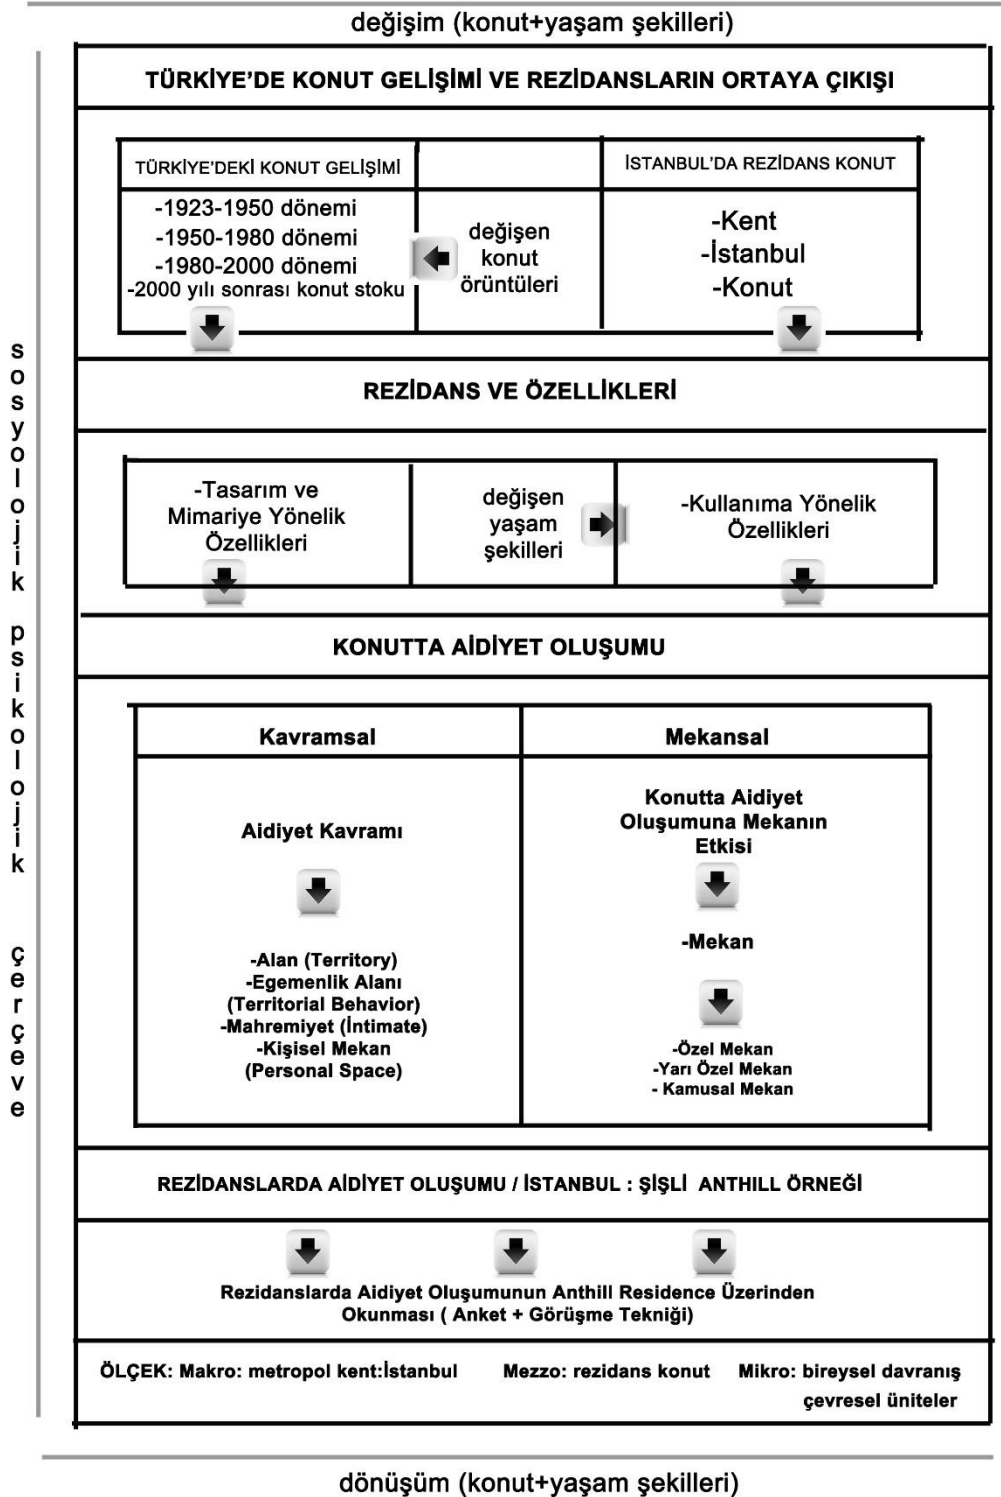 değişim (konut+yaşam şekilleri)
TÜRKİYE'DE KONUT GELİŞİMİ VE REZİDANSLARIN ORTAYA ÇIKIŞI
TÜRKİYE'DEKİ KONUT GELİŞİMİ
-1923-1950 dönemi
-1950-1980 dönemi
-1980-2000 dönemi
-2000 yılı sonrası konut stoku
değişen
konut
örüntüleri
İSTANBUL'DA REZİDANS KONUT
-Kent
-İstanbul
-Konut
REZİDANS VE ÖZELLİKLERİ
-Tasarım ve
Mimariye Yönelik
Özellikleri
değişen
yaşam
şekilleri
-Kullanıma Yönelik
Özellikleri
KONUTTA AİDİYET OLUŞUMU
Kavramsal
Aidiyet Kavramı
-Alan (Territory)
-Egemenlik Alanı
(Territorial Behavior)
-Mahremiyet (İntimate)
-Kişisel Mekan
(Personal Space)
Mekansal
Konutta Aidiyet
Oluşumuna Mekanın
Etkisi
-Mekan
-Özel Mekan
-Yarı Özel Mekan
- Kamusal Mekan
REZİDANSLARDA AİDİYET OLUŞUMU / İSTANBUL : ŞİŞLİ ANTHILL ÖRNEĞİ
Rezidanslarda Aidiyet Oluşumunun Anthill Residence Üzerinden
Okunması ( Anket + Görüşme Tekniği)
ÖLÇEK: Makro: metropol kent:İstanbul Mezzo: rezidans konut Mikro: bireysel davranış
çevresel üniteler
sosyolojik psikolojik çerçeve
dönüşüm (konut+yaşam şekilleri)